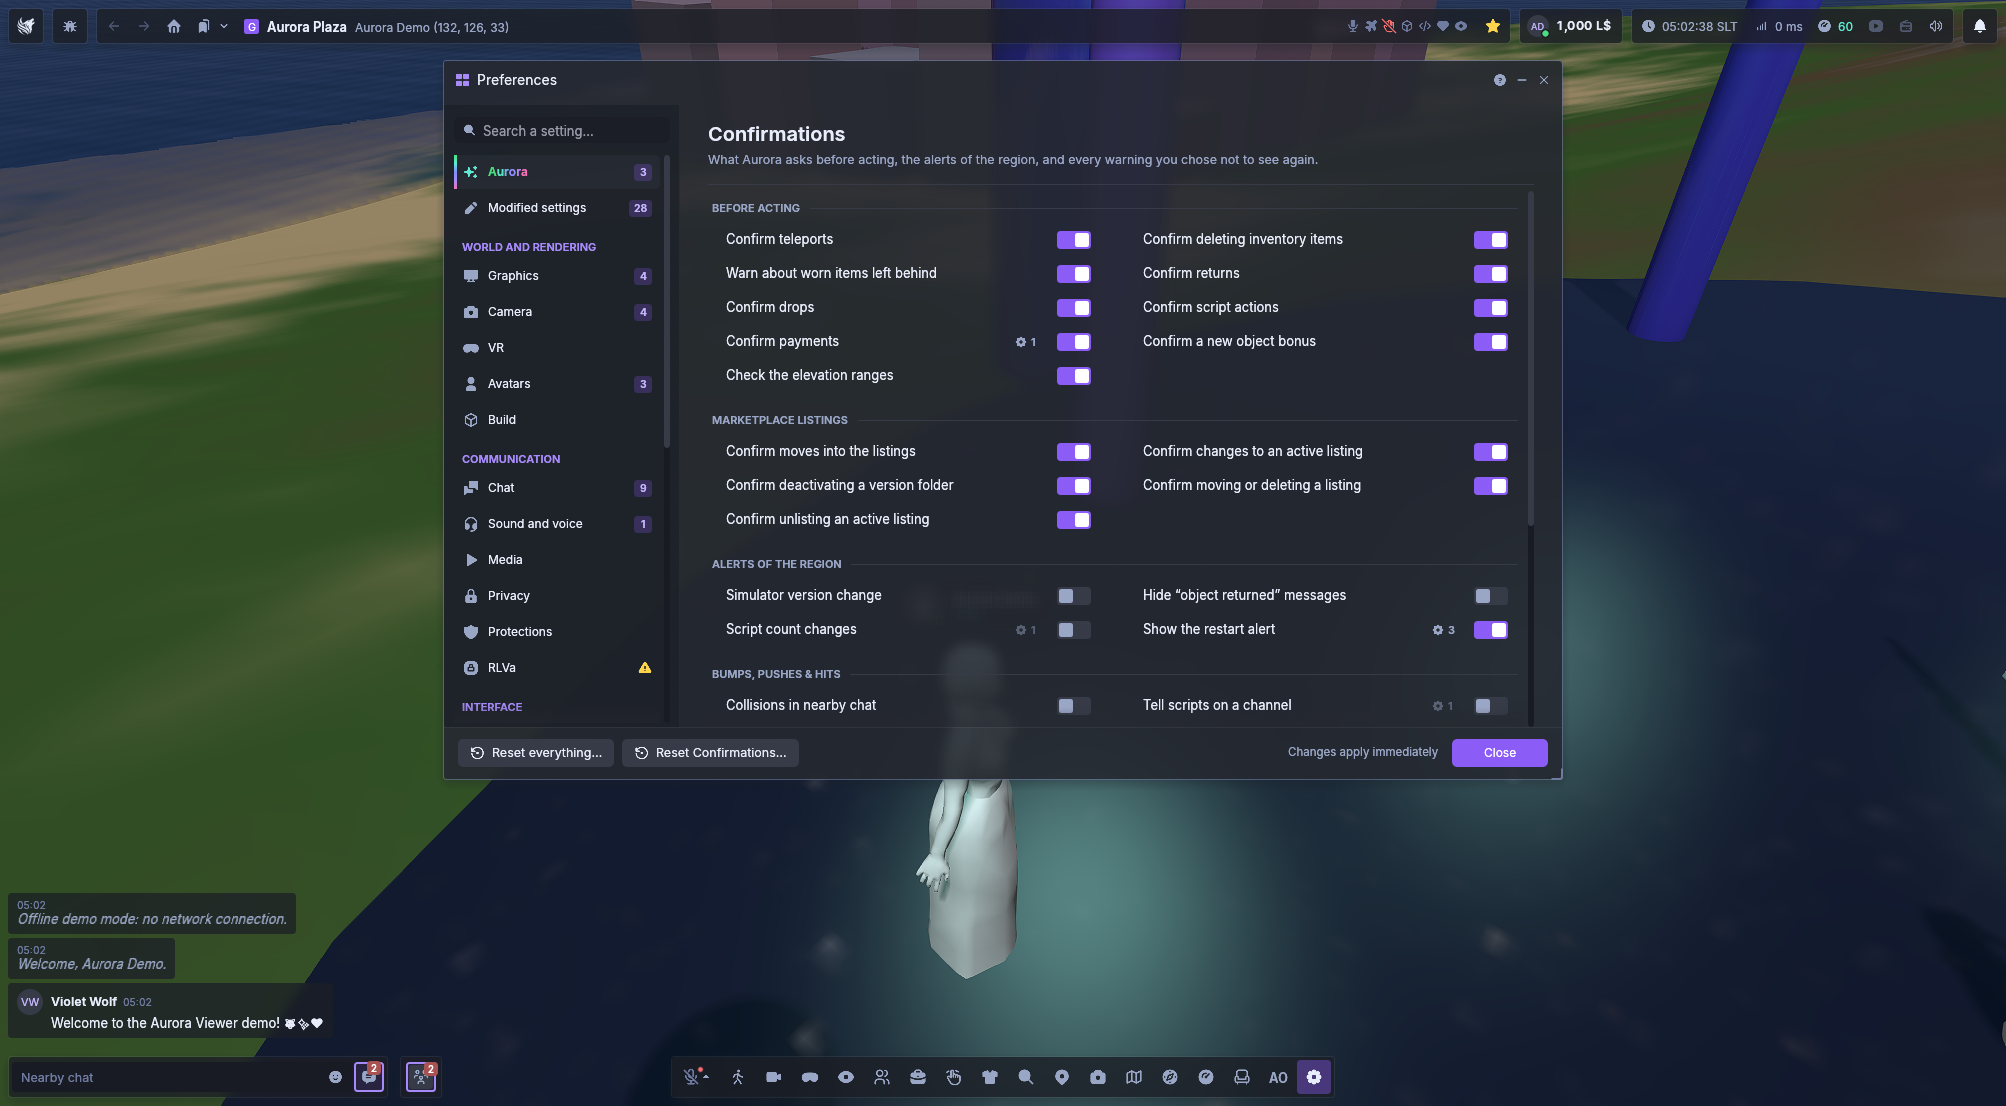 G Aurora Plaza Aurora Demo (132, 126, 33)
AD 1,000 L$ 05:02:38 SLT 0 ms 60
Preferences
Search a setting...
Aurora 3
Modified settings 28
WORLD AND RENDERING
Graphics 4
Camera 4
VR
Avatars 3
Build
COMMUNICATION
Chat 9
Sound and voice 1
Media
Privacy
Protections
RLVa
INTERFACE
Confirmations
What Aurora asks before acting, the alerts of the region, and every warning you chose not to see again.
BEFORE ACTING
Confirm teleports
Confirm deleting inventory items
Warn about worn items left behind
Confirm returns
Confirm drops
Confirm script actions
Confirm payments 1
Confirm a new object bonus
Check the elevation ranges
MARKETPLACE LISTINGS
Confirm moves into the listings
Confirm changes to an active listing
Confirm deactivating a version folder
Confirm moving or deleting a listing
Confirm unlisting an active listing
ALERTS OF THE REGION
Simulator version change
Hide “object returned” messages
Script count changes 1
Show the restart alert 3
BUMPS, PUSHES & HITS
Collisions in nearby chat
Tell scripts on a channel 1
Reset everything...
Reset Confirmations...
Changes apply immediately
Close
05:02
Offline demo mode: no network connection.
05:02
Welcome, Aurora Demo.
VW Violet Wolf 05:02
Welcome to the Aurora Viewer demo!
Nearby chat
2
2
AO